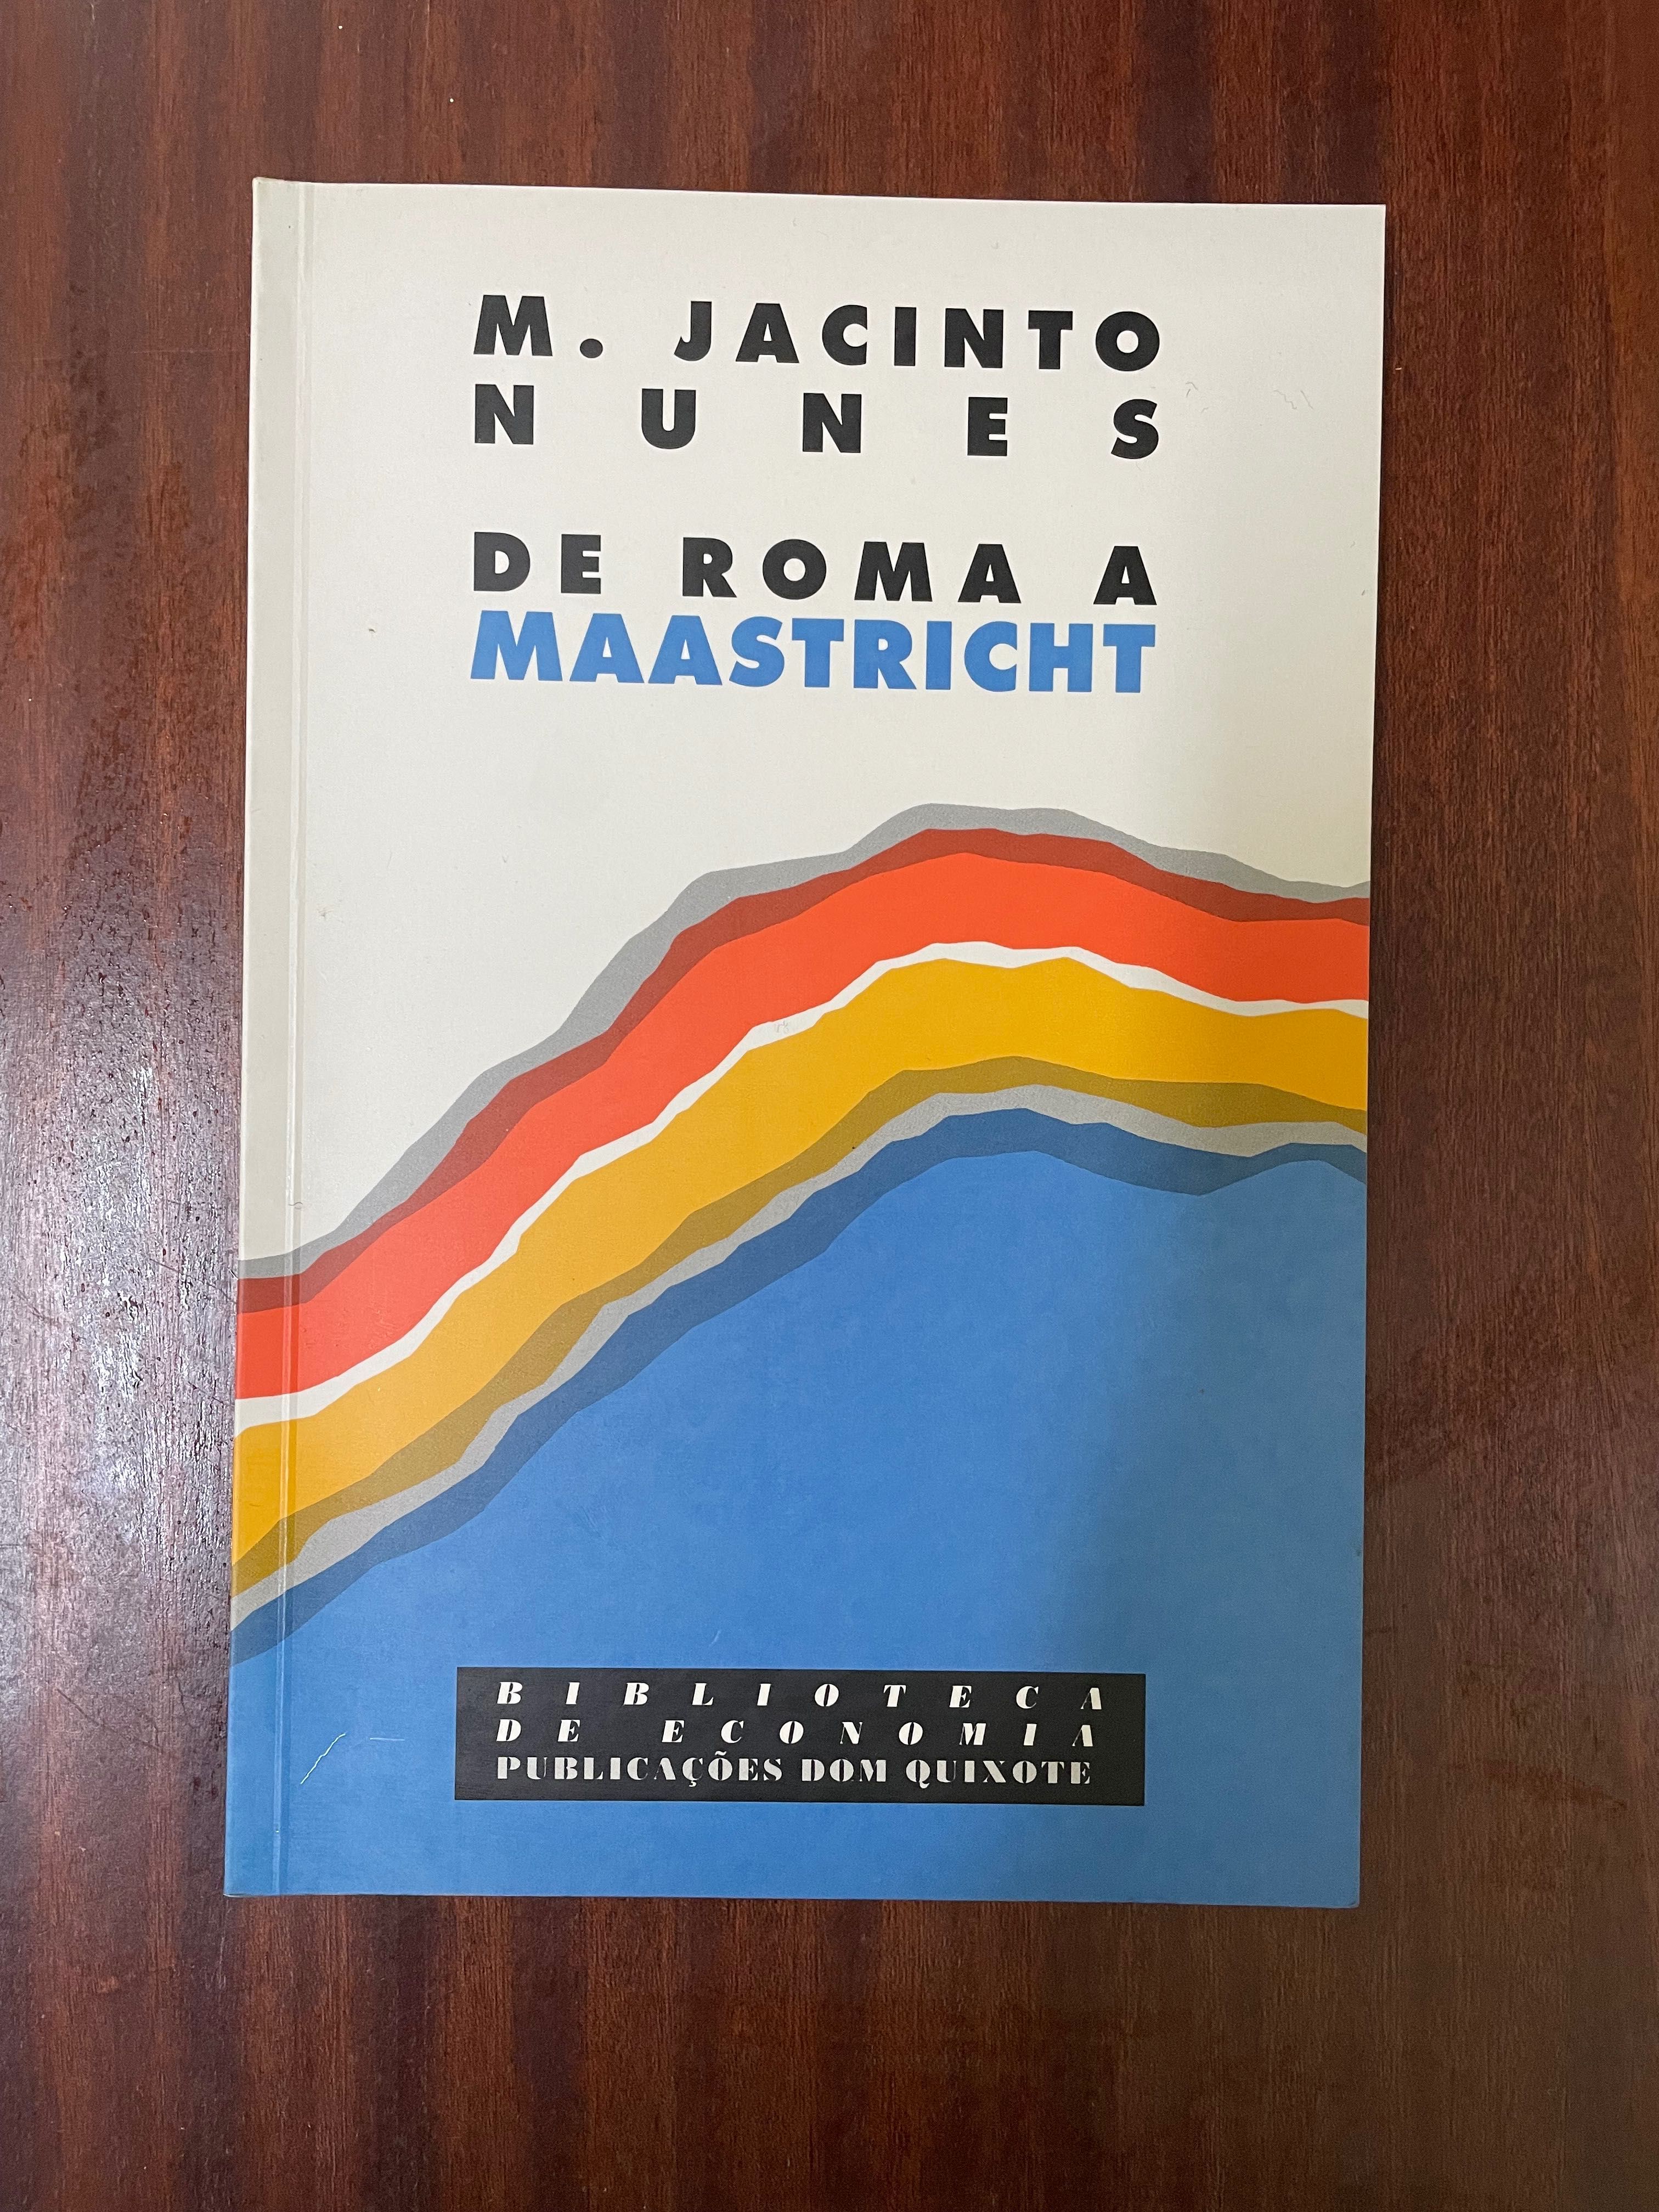 M. JACINTO
NUNES
DE ROMA A
MAASTRICHT
BIBLIOTECA
DE ECONOMIA
PUBLICAÇÕES DOM QUIXOTE